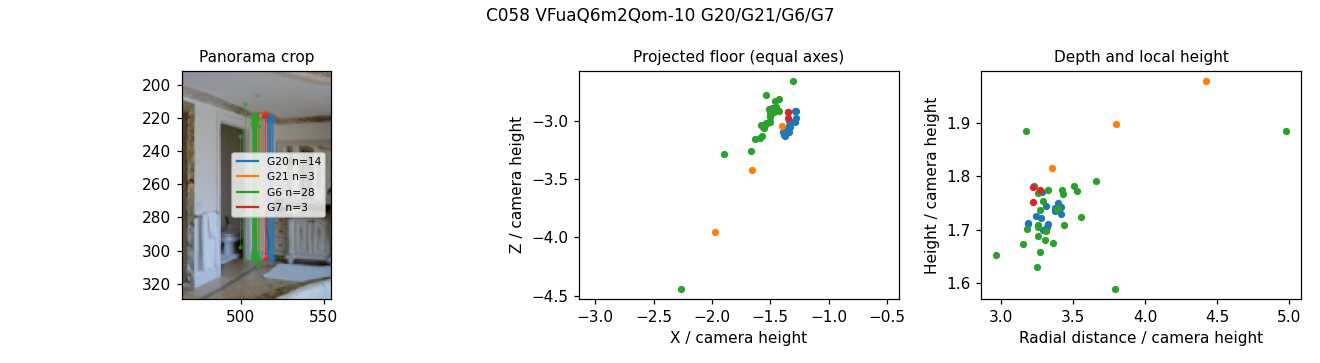 C058 VFuaQ6m2Qom-10 G20/G21/G6/G7
Panorama crop
200
220
240
260
280
300
320
500
550
G20 n=14
G21 n=3
G6 n=28
G7 n=3
Projected floor (equal axes)
Z / camera height
−3.0
−3.5
−4.0
−4.5
−3.0
−2.5
−2.0
−1.5
−1.0
−0.5
X / camera height
Depth and local height
Height / camera height
1.9
1.8
1.7
1.6
3.0
3.5
4.0
4.5
5.0
Radial distance / camera height